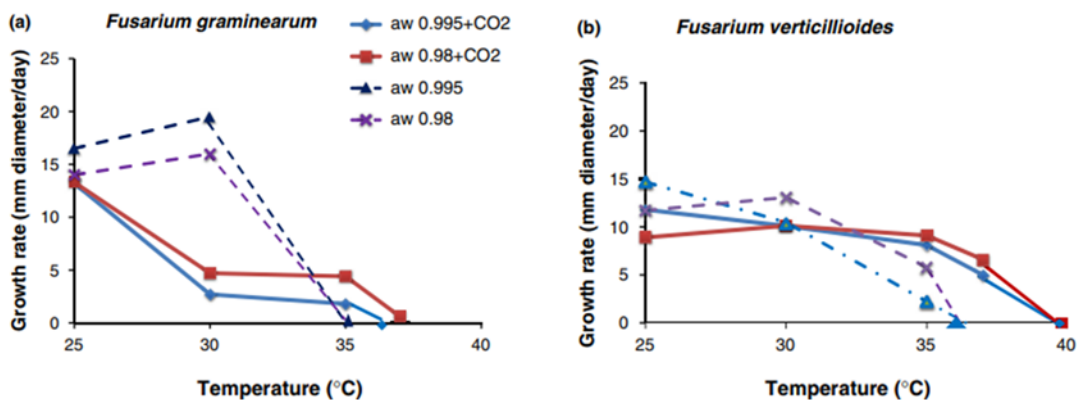 (a)
Fusarium graminearum
aw 0.995+CO2
aw 0.98+CO2
aw 0.995
aw 0.98
Growth rate (mm diameter/day)
25
20
15
10
5
0
25 30 35 40
Temperature (°C)
(b)
Fusarium verticillioides
Growth rate (mm diameter/day)
25
20
15
10
5
0
25 30 35 40
Temperature (°C)